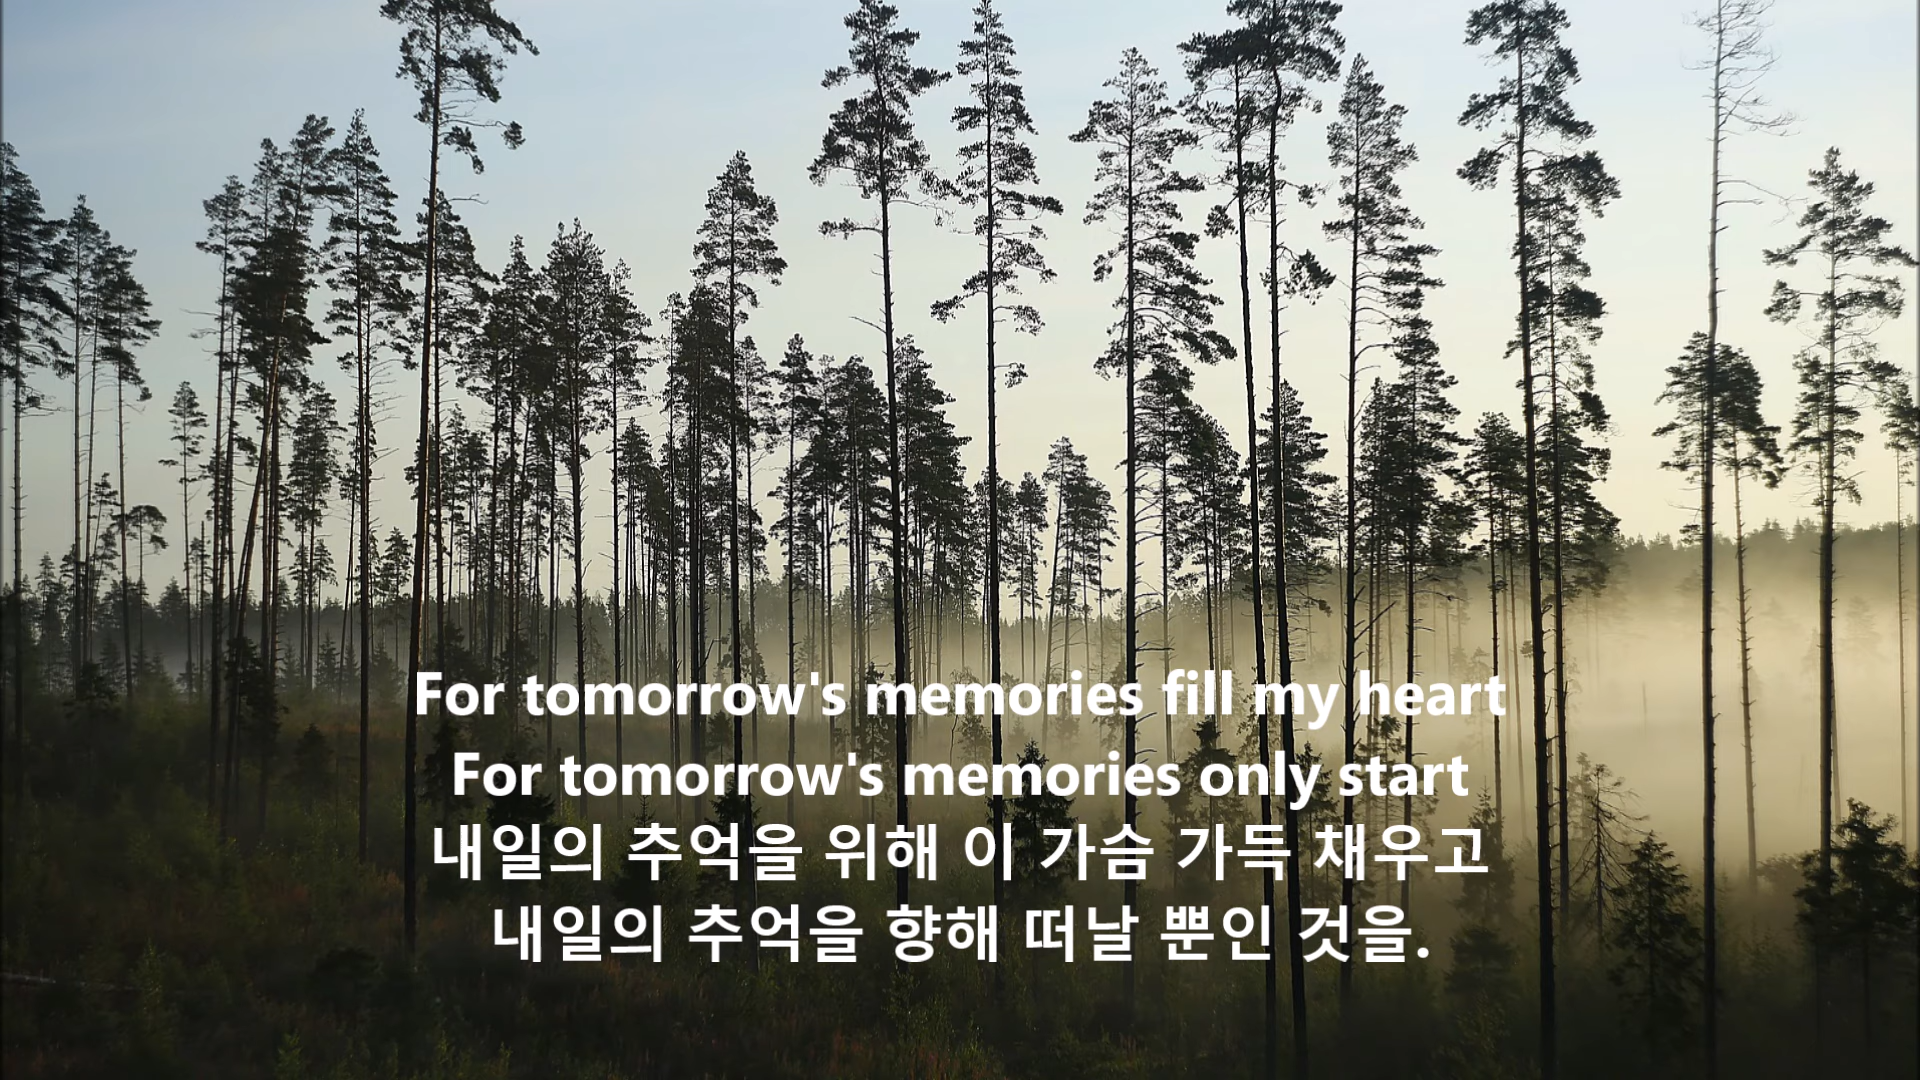 For tomorrow's memories fill my heart
For tomorrow's memories only start
내일의 추억을 위해 이 가슴 가득 채우고
내일의 추억을 향해 떠날 뿐인 것을.